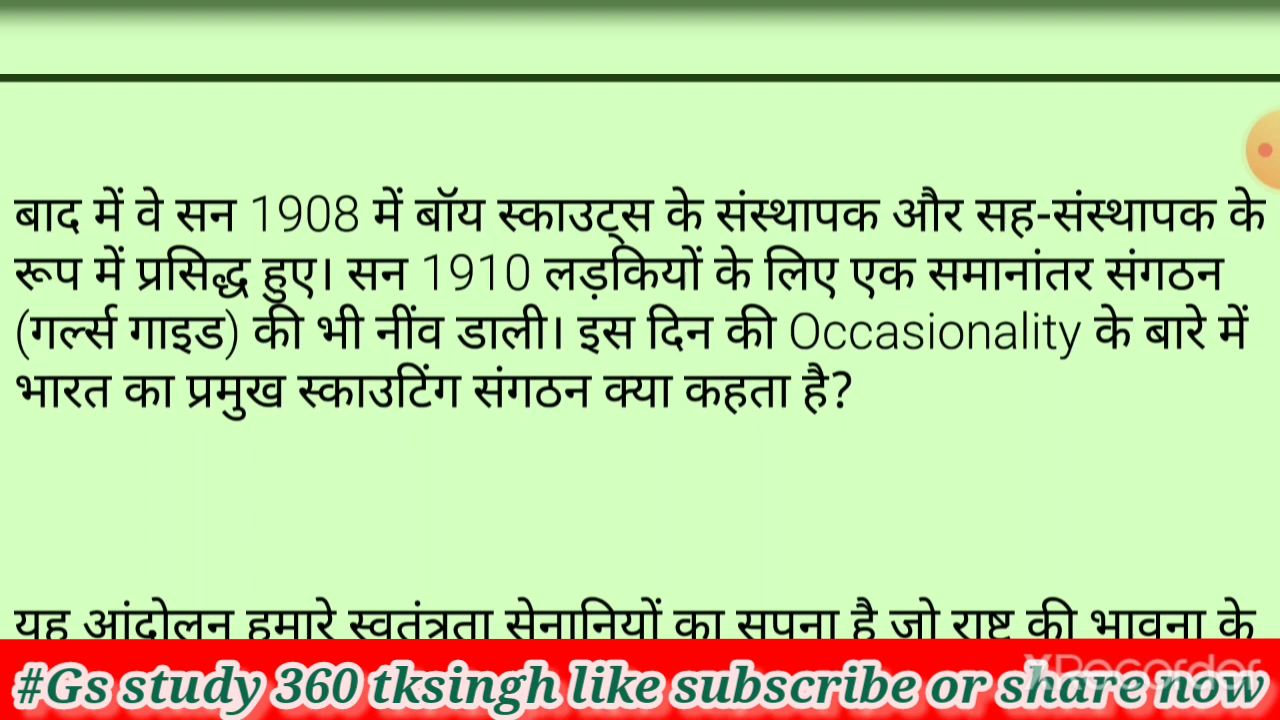 बाद में वे सन 1908 में बॉय स्काउट्स के संस्थापक और सह-संस्थापक के
रूप में प्रसिद्ध हुए। सन 1910 लड़कियों के लिए एक समानांतर संगठन
(गर्ल्स गाइड) की भी नींव डाली। इस दिन की Occasionality के बारे में
भारत का प्रमुख स्काउटिंग संगठन क्या कहता है?
यह आंदोलन हमारे स्वतंत्रता सेनानियों का सपना है जो राष्ट्र की भावना के
#Gs study 360 tksingh like subscribe or share now
XRecorder